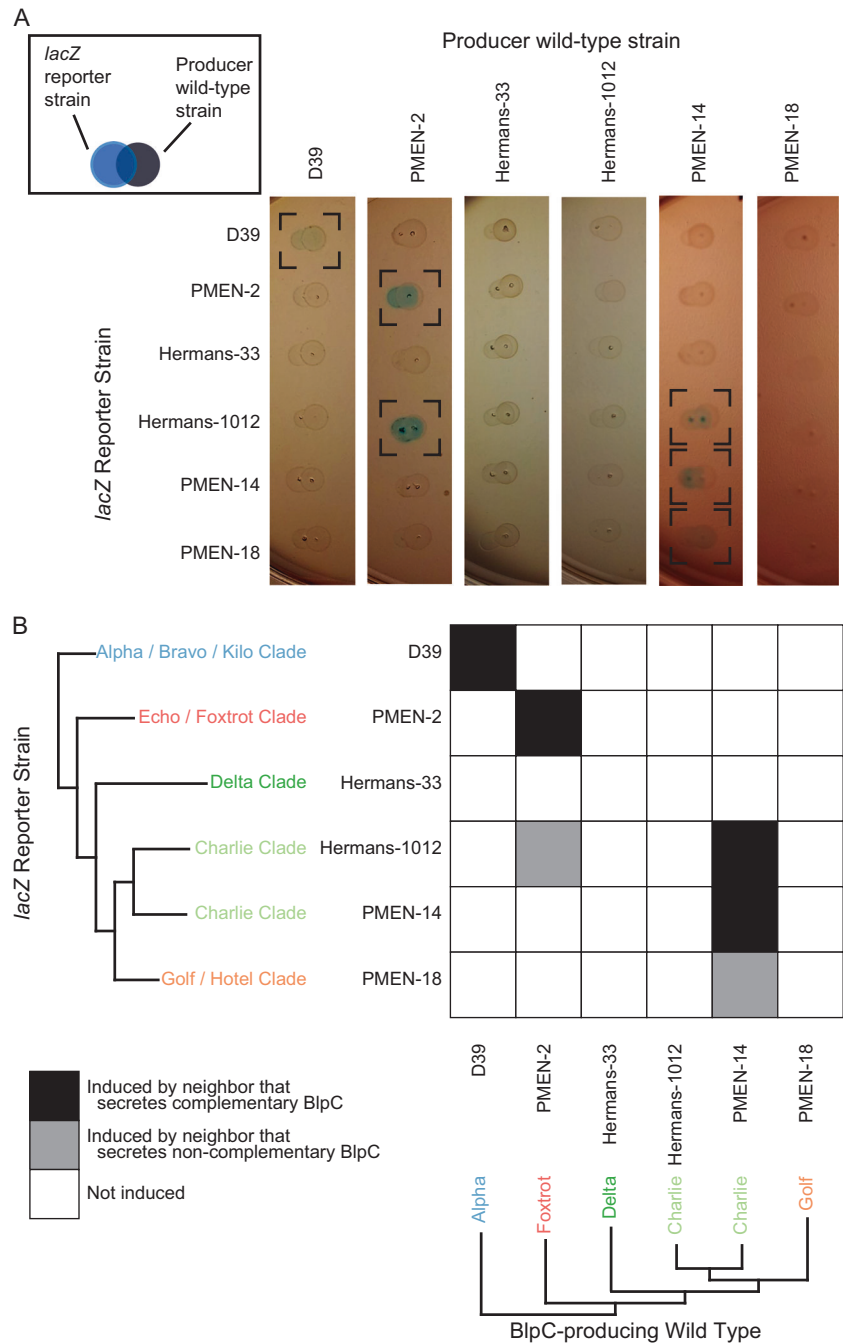 A
lacZ
reporter
strain
Producer
wild-type
strain
Producer wild-type strain
D39
PMEN-2
Hermans-33
Hermans-1012
PMEN-14
PMEN-18
lacZ Reporter Strain
D39
PMEN-2
Hermans-33
Hermans-1012
PMEN-14
PMEN-18
B
lacZ Reporter Strain
Alpha / Bravo / Kilo Clade
Echo / Foxtrot Clade
Delta Clade
Charlie Clade
Charlie Clade
Golf / Hotel Clade
D39
PMEN-2
Hermans-33
Hermans-1012
PMEN-14
PMEN-18
Induced by neighbor that
secretes complementary BlpC
Induced by neighbor that
secretes non-complementary BlpC
Not induced
D39
PMEN-2
Hermans-33
Hermans-1012
PMEN-14
PMEN-18
Alpha
Foxtrot
Delta
Charlie
Charlie
Golf
BlpC-producing Wild Type